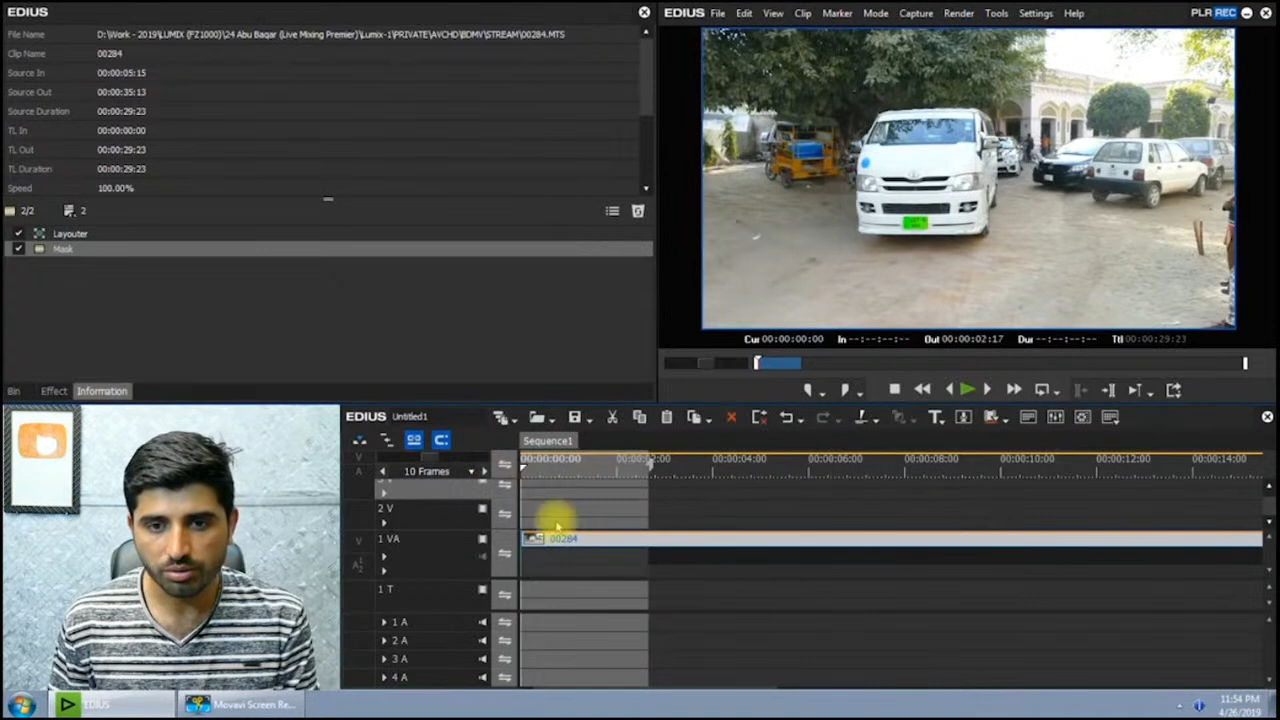 EDIUS
File Name D:\Work - 2019\LUMIX (FZ1000)\24 Abu Baqar (Live Mixing Premier)\Lumix-1\PRIVATE\AVCHD\BDMV\STREAM\00284.MTS
Clip Name 00284
Source In 00:00:05:15
Source Out 00:00:35:13
Source Duration 00:00:29:23
TL In 00:00:00:00
TL Out 00:00:29:23
TL Duration 00:00:29:23
Speed 100.00%
2/2 2
Layouter
Mask
Bin Effect Information
EDIUS File Edit View Clip Marker Mode Capture Render Tools Settings Help PLR REC
Cur 00:00:00:00 In --:--:--:-- Out 00:00:02:17 Dur --:--:--:-- Ttl 00:00:29:23
EDIUS Untitled1
Sequence1
V
A
10 Frames
00:00:00:00 00:00:02:00 00:00:04:00 00:00:06:00 00:00:08:00 00:00:10:00 00:00:12:00 00:00:14:00
2 V
V 1 VA 00284
1 T
1 A
2 A
3 A
4 A
EDIUS
Movavi Screen Re...
11:54 PM
4/26/2019